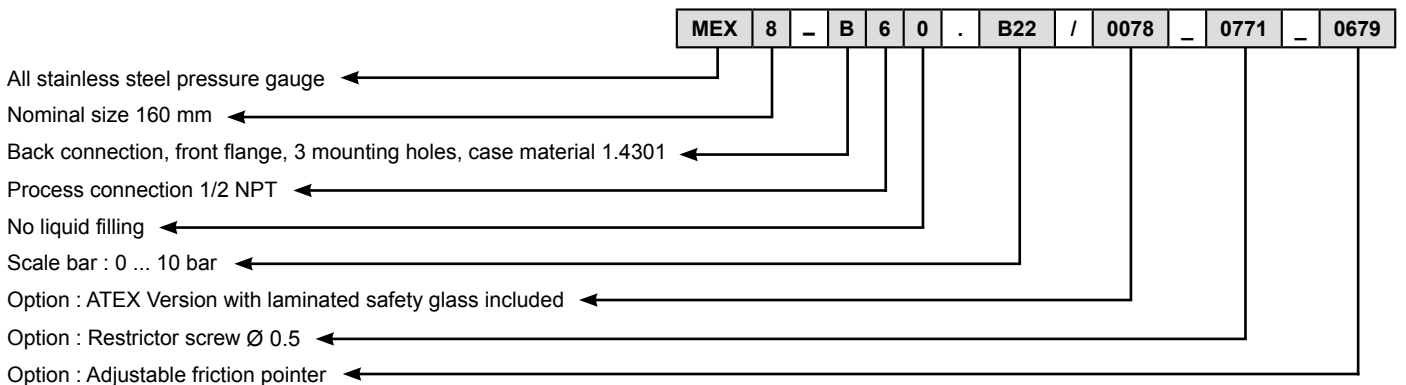 MEX 8 – B 6 0 . B22 / 0078 _ 0771 _ 0679
All stainless steel pressure gauge
Nominal size 160 mm
Back connection, front flange, 3 mounting holes, case material 1.4301
Process connection 1/2 NPT
No liquid filling
Scale bar : 0 ... 10 bar
Option : ATEX Version with laminated safety glass included
Option : Restrictor screw Ø 0.5
Option : Adjustable friction pointer